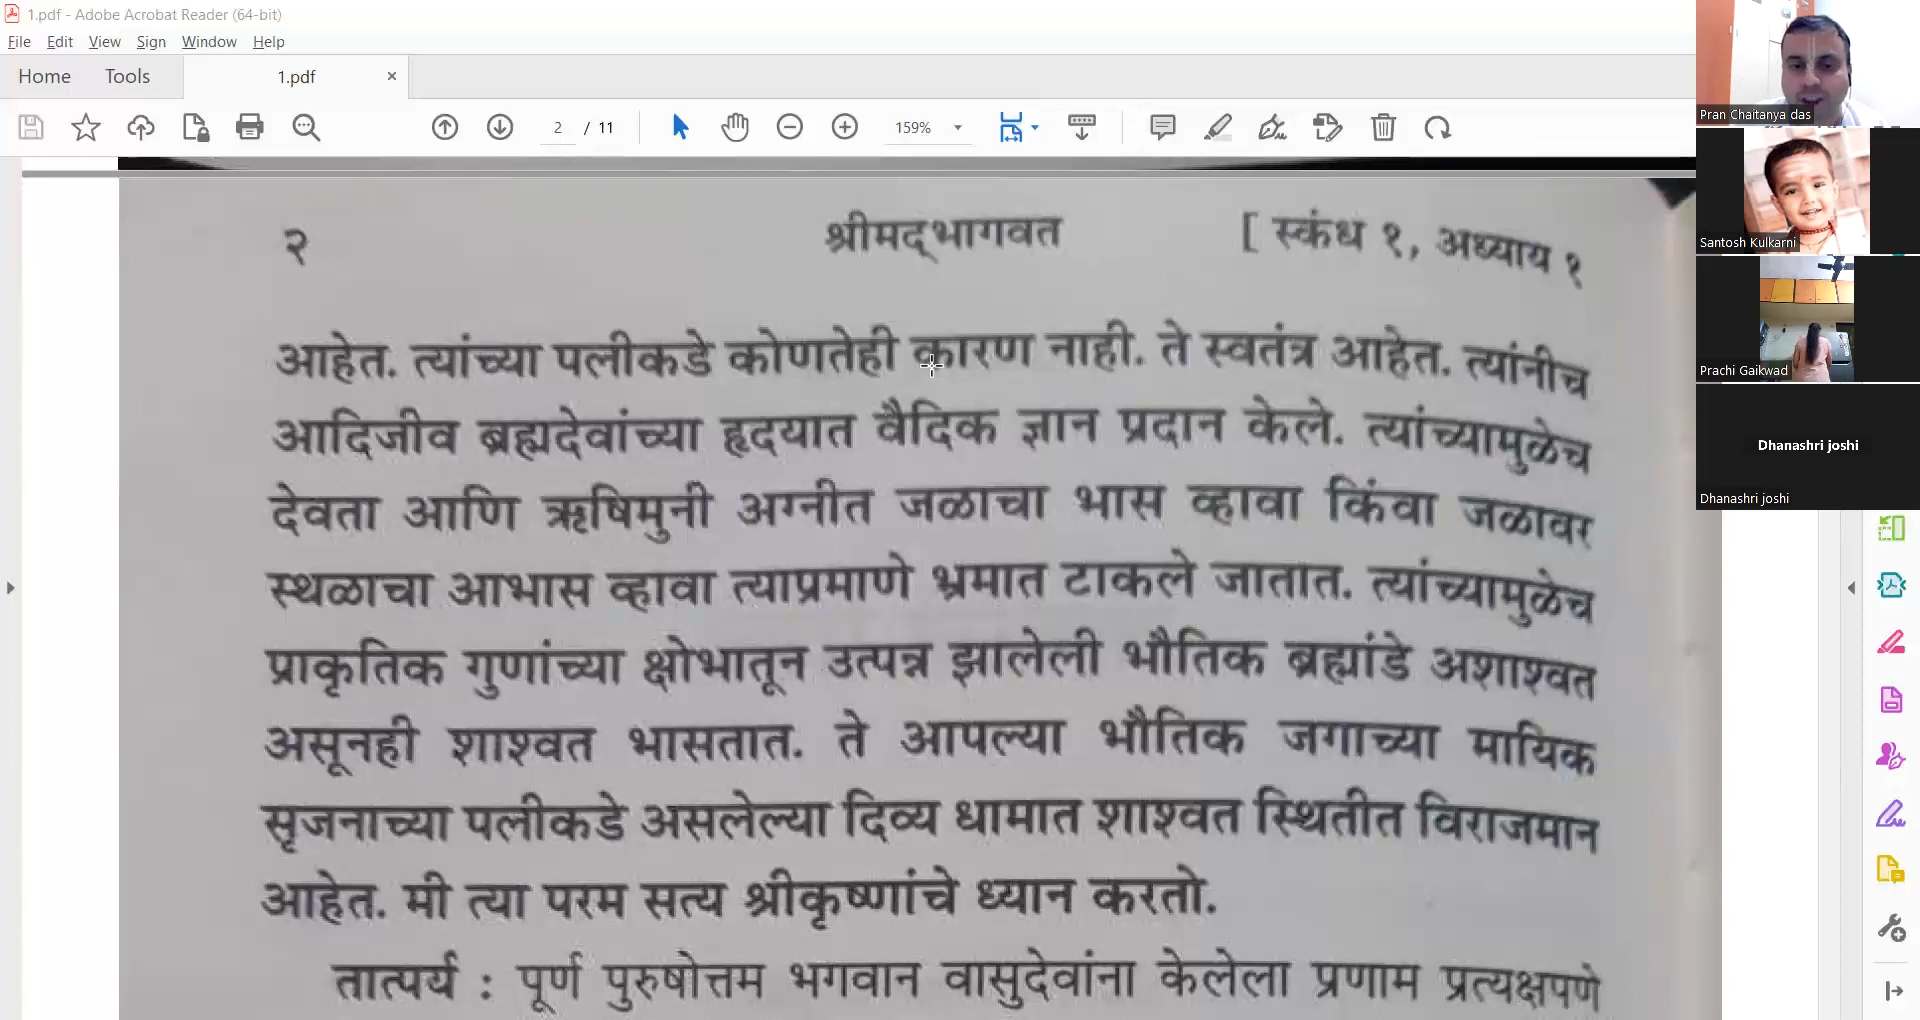 1.pdf - Adobe Acrobat Reader (64-bit)
File Edit View Sign Window Help
Home Tools 1.pdf ×
2 / 11 159%
२ श्रीमद्‌भागवत [ स्कंध १, अध्याय १
आहेत. त्यांच्या पलीकडे कोणतेही कारण नाही. ते स्वतंत्र आहेत. त्यांनीच
आदिजीव ब्रह्मदेवांच्या हृदयात वैदिक ज्ञान प्रदान केले. त्यांच्यामुळेच
देवता आणि ऋषिमुनी अग्नीत जळाचा भास व्हावा किंवा जळावर
स्थळाचा आभास व्हावा त्याप्रमाणे भ्रमात टाकले जातात. त्यांच्यामुळेच
प्राकृतिक गुणांच्या क्षोभातून उत्पन्न झालेली भौतिक ब्रह्मांडे अशाश्वत
असूनही शाश्वत भासतात. ते आपल्या भौतिक जगाच्या मायिक
सृजनाच्या पलीकडे असलेल्या दिव्य धामात शाश्वत स्थितीत विराजमान
आहेत. मी त्या परम सत्य श्रीकृष्णांचे ध्यान करतो.
तात्पर्य : पूर्ण पुरुषोत्तम भगवान वासुदेवांना केलेला प्रणाम प्रत्यक्षपणे
Pran Chaitanya das
Santosh Kulkarni
Prachi Gaikwad
Dhanashri joshi
Dhanashri joshi